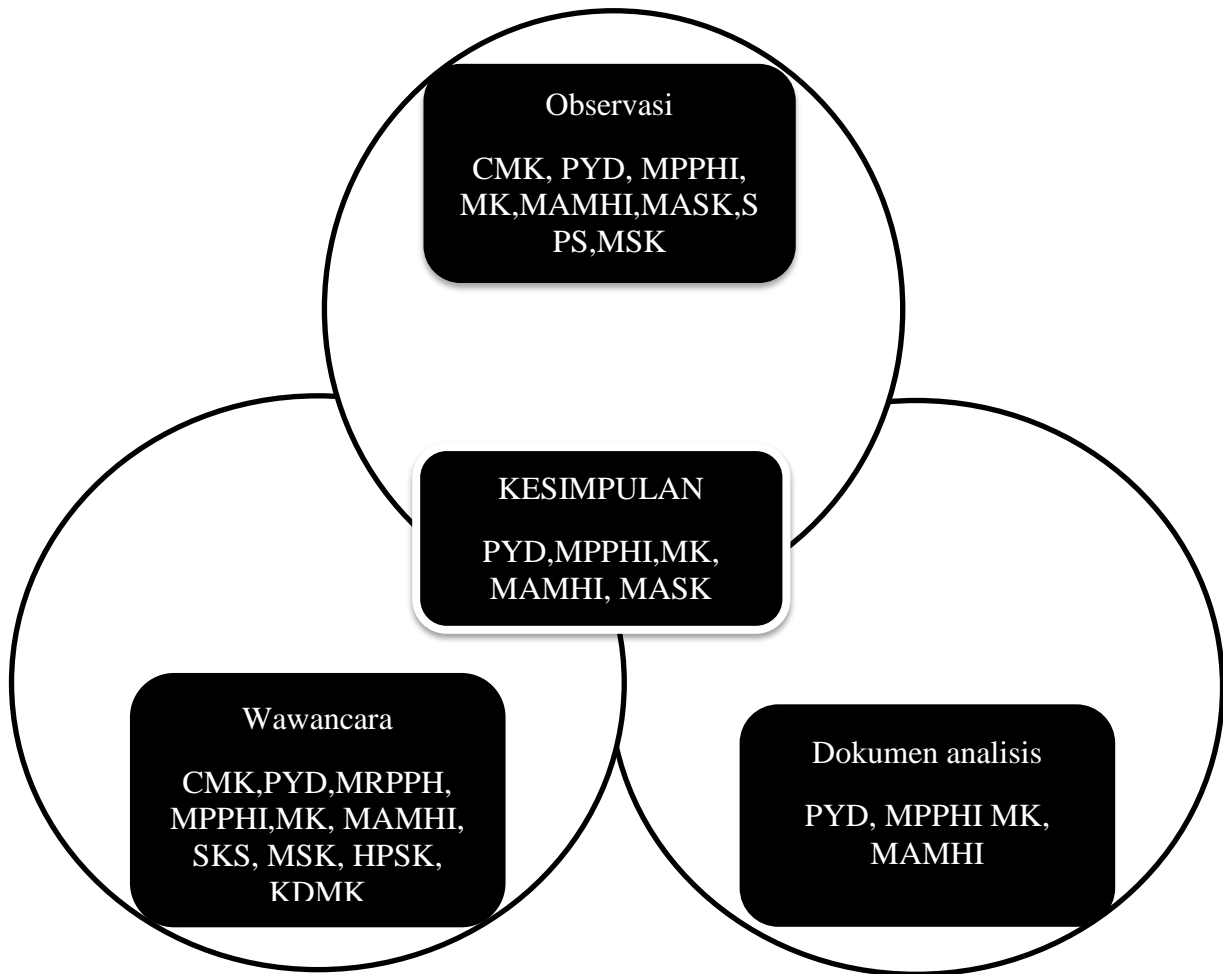 Observasi
CMK, PYD, MPPHI,
MK,MAMHI,MASK,S
PS,MSK
KESIMPULAN
PYD,MPPHI,MK,
MAMHI, MASK
Wawancara
CMK,PYD,MRPPH,
MPPHI,MK, MAMHI,
SKS, MSK, HPSK,
KDMK
Dokumen analisis
PYD, MPPHI MK,
MAMHI